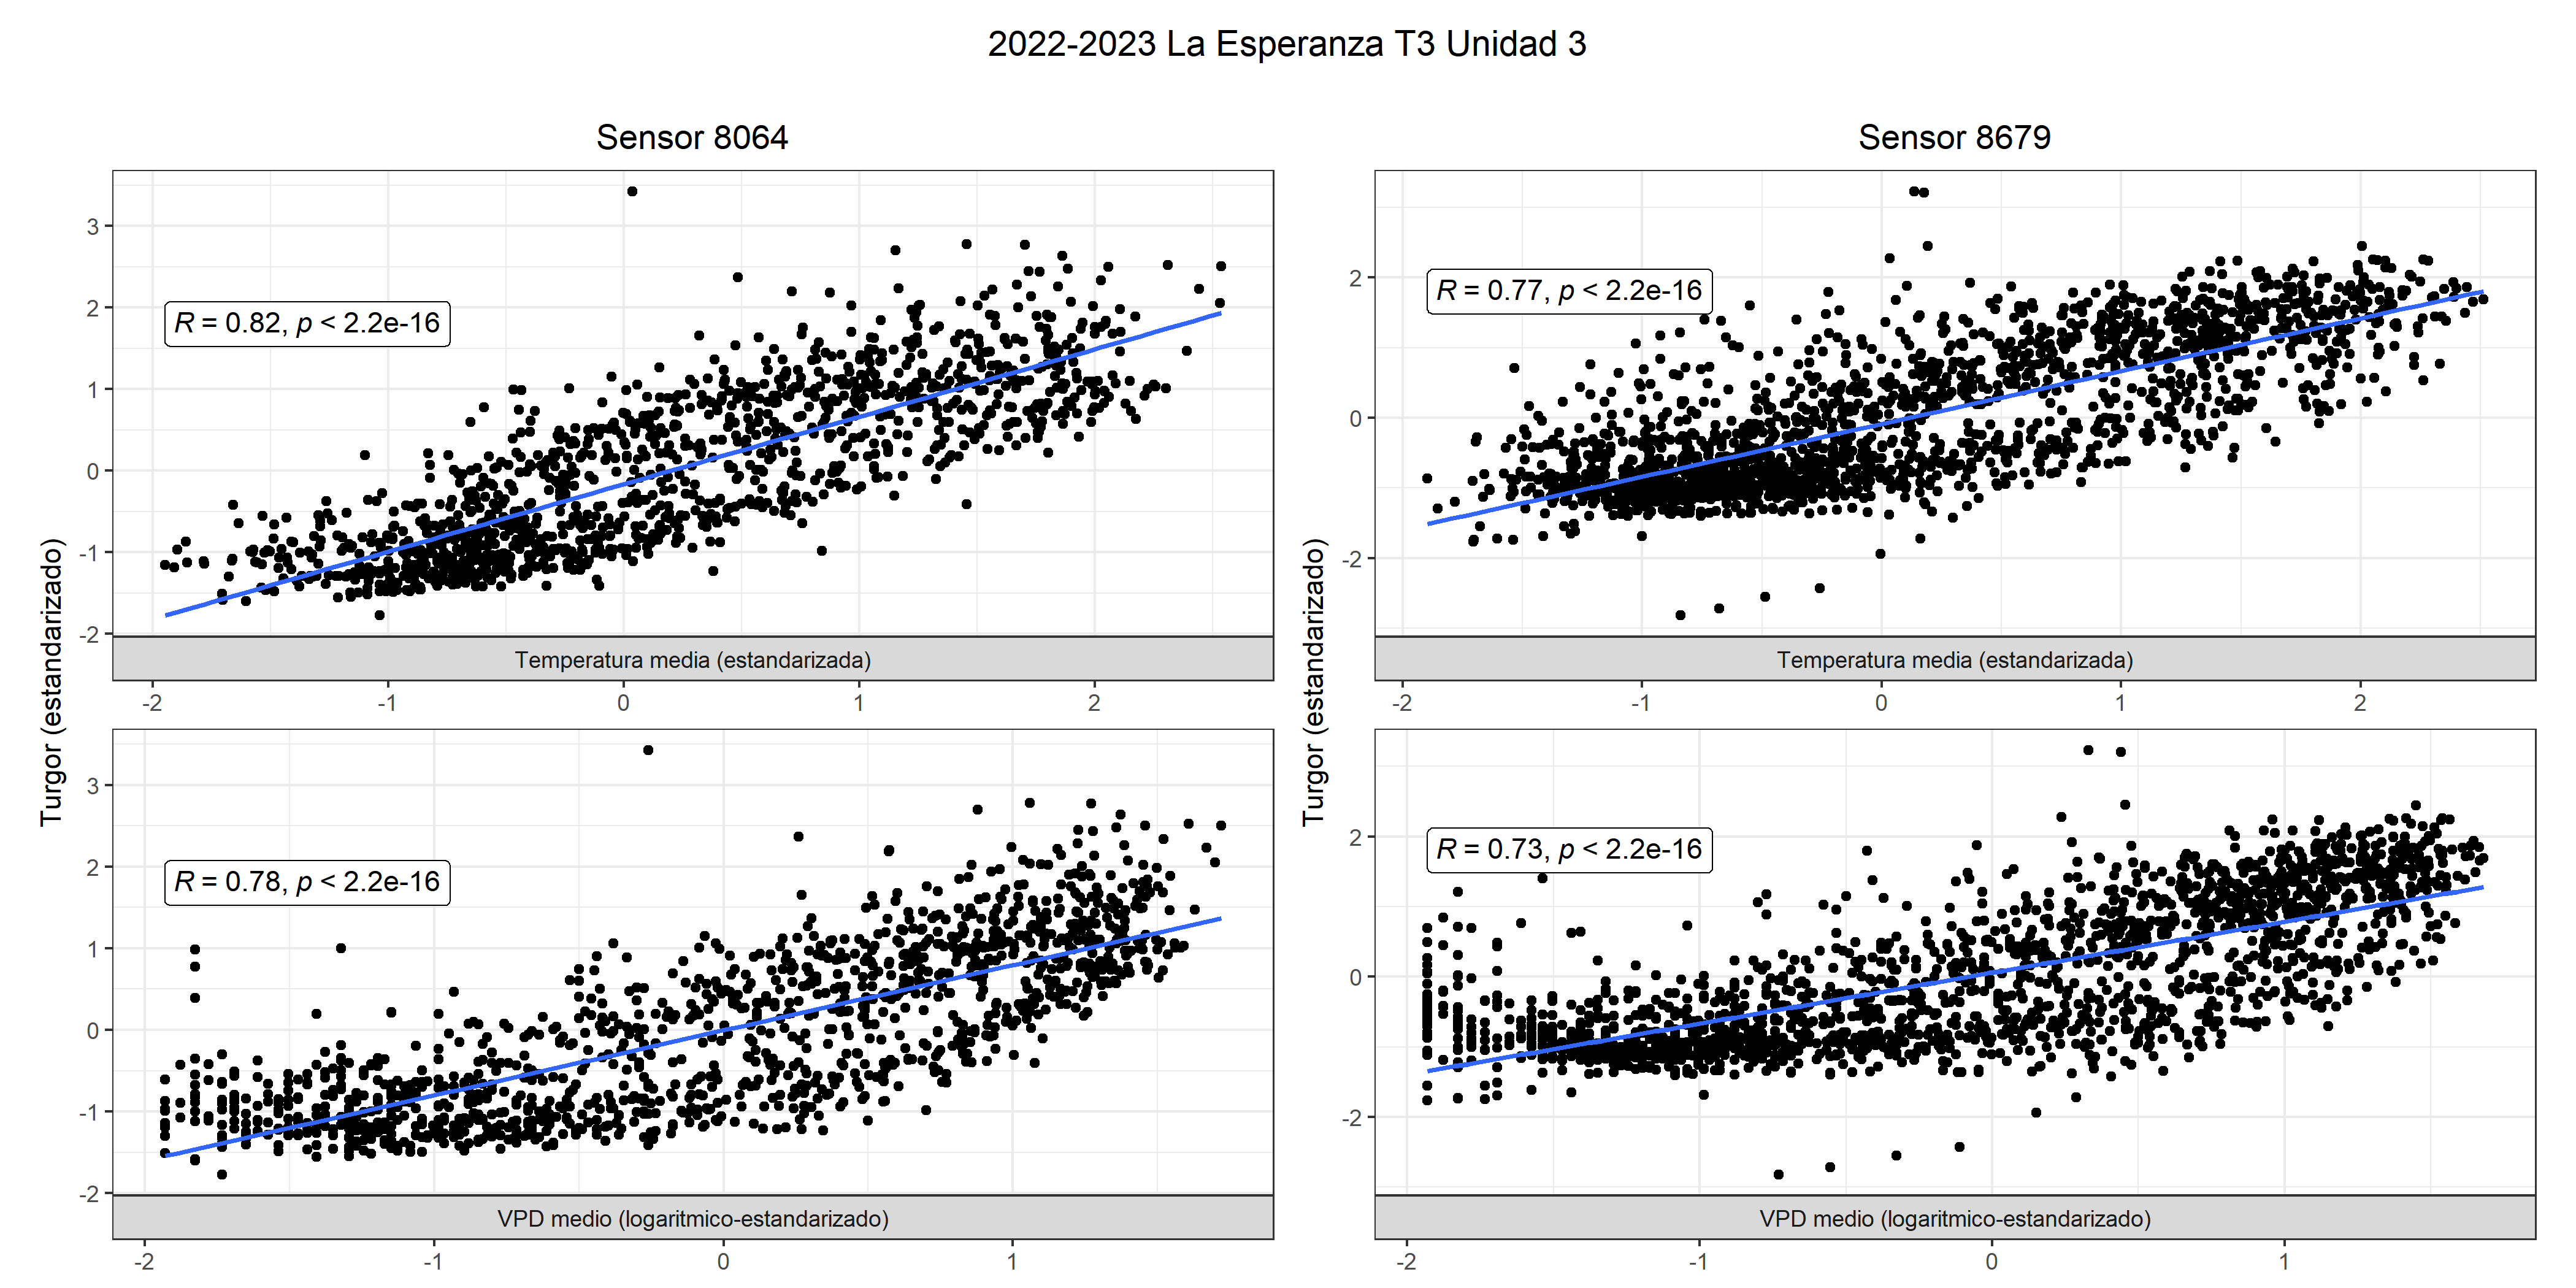 2022-2023 La Esperanza T3 Unidad 3
Sensor 8064
Sensor 8679
Turgor (estandarizado)
3
2
1
0
-1
-2
R = 0.82, p < 2.2e-16
Temperatura media (estandarizada)
-2 -1 0 1 2
3
2
1
0
-1
-2
R = 0.78, p < 2.2e-16
VPD medio (logaritmico-estandarizado)
-2 -1 0 1
Turgor (estandarizado)
2
0
-2
R = 0.77, p < 2.2e-16
Temperatura media (estandarizada)
-2 -1 0 1 2
2
0
-2
R = 0.73, p < 2.2e-16
VPD medio (logaritmico-estandarizado)
-2 -1 0 1